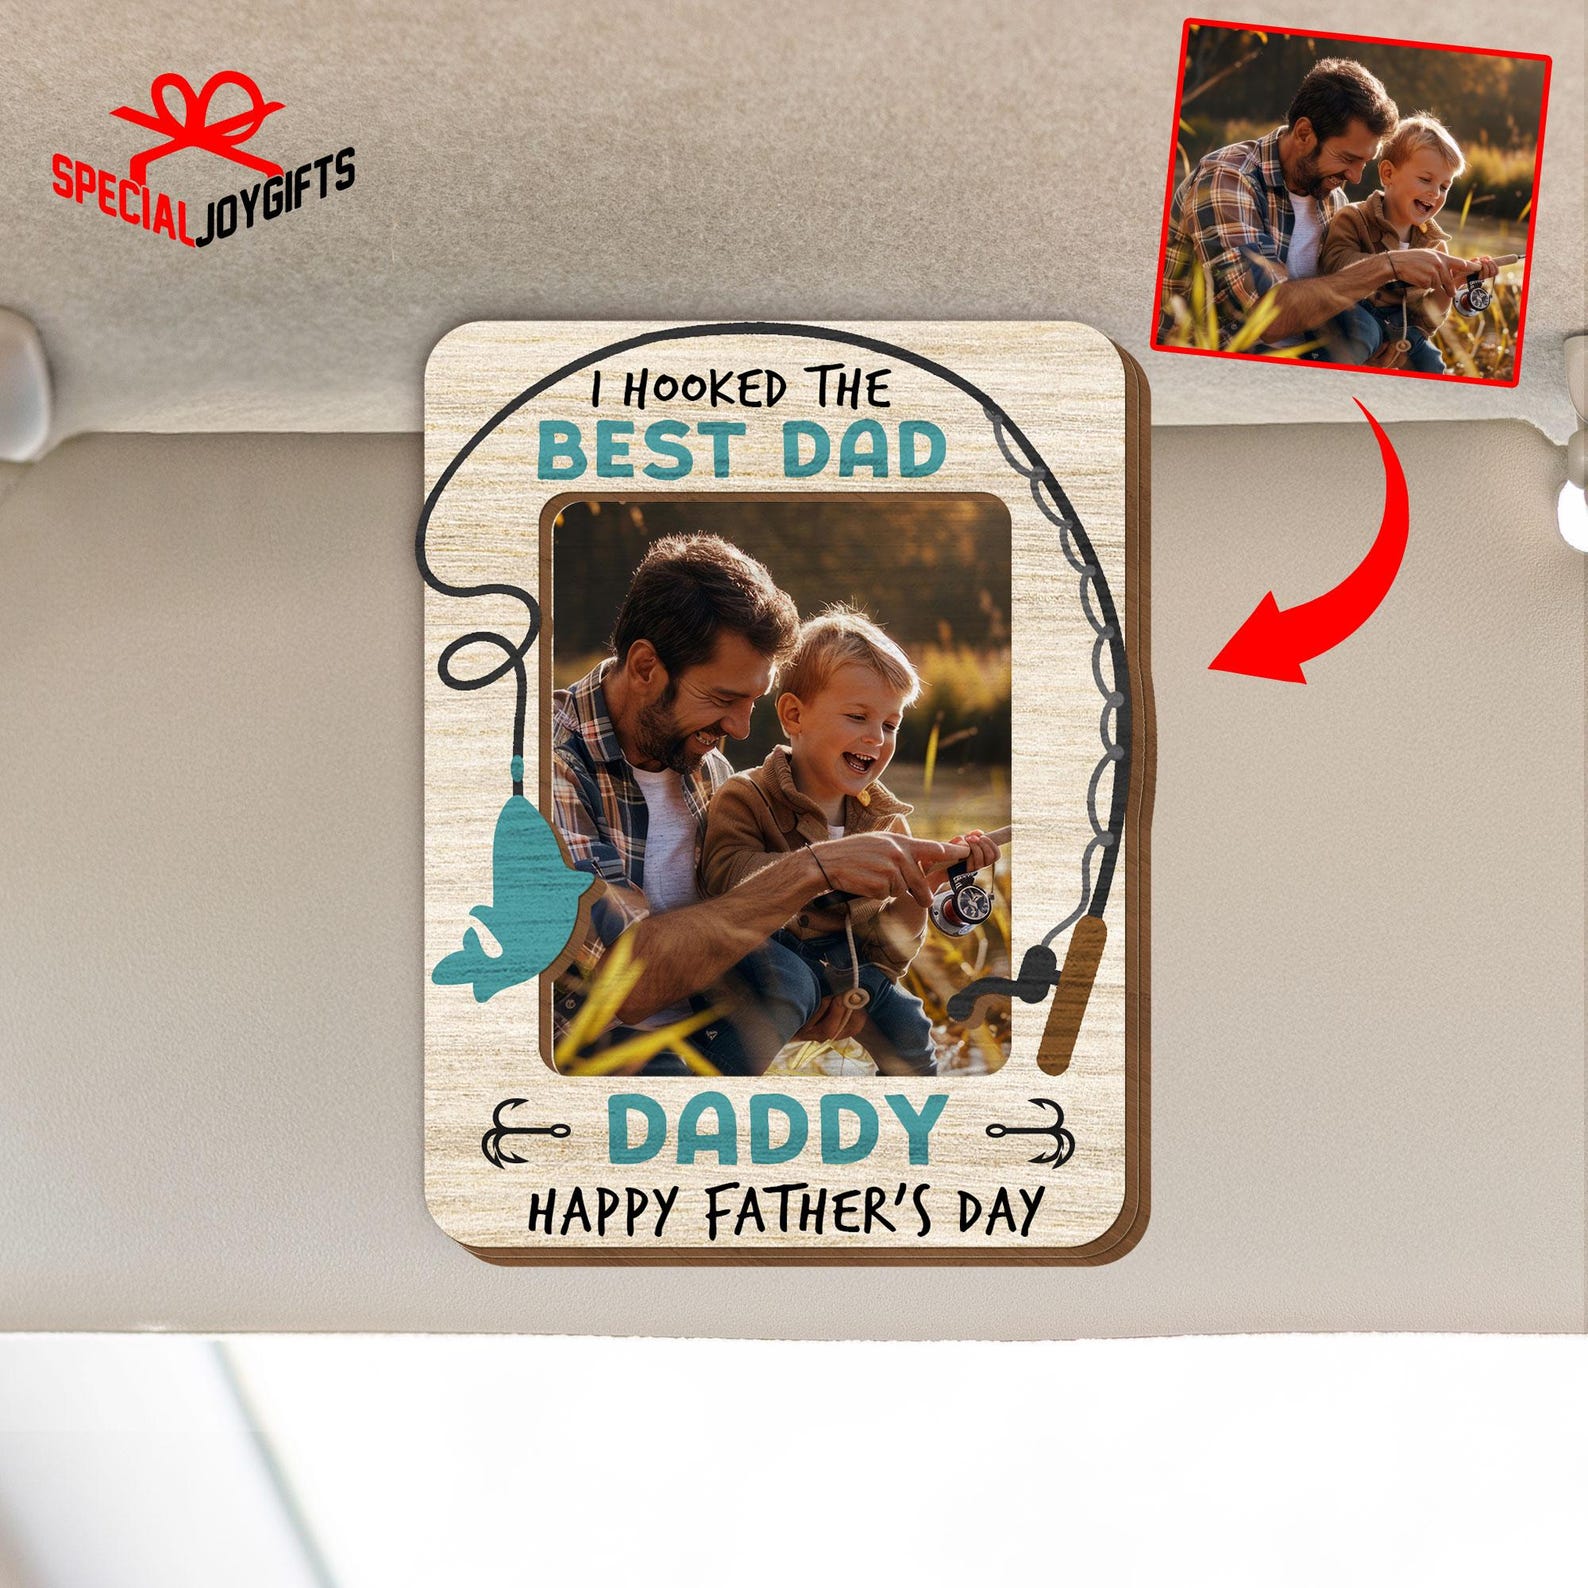 SPECIALJOYGIFTS
I HOOKED THE
BEST DAD
DADDY
HAPPY FATHER'S DAY